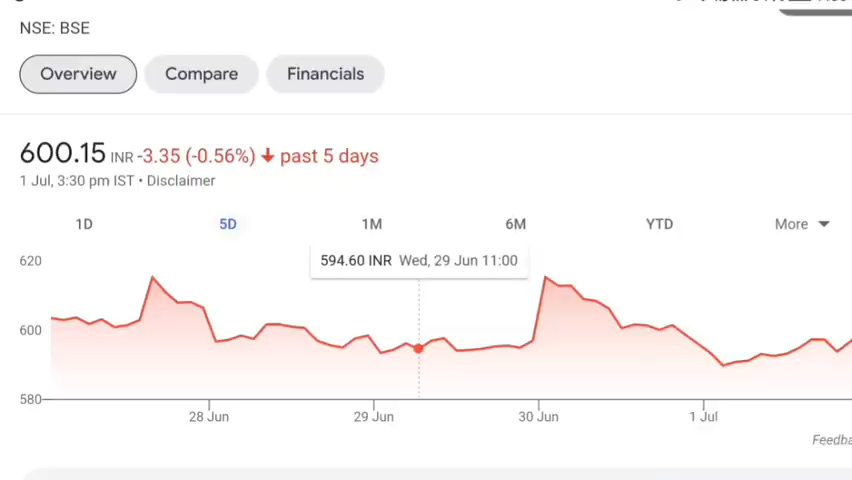 NSE: BSE
Overview Compare Financials
600.15 INR -3.35 (-0.56%) past 5 days
1 Jul, 3:30 pm IST • Disclaimer
1D 5D 1M 6M YTD More
594.60 INR Wed, 29 Jun 11:00
620
600
580
28 Jun 29 Jun 30 Jun 1 Jul
Feedba